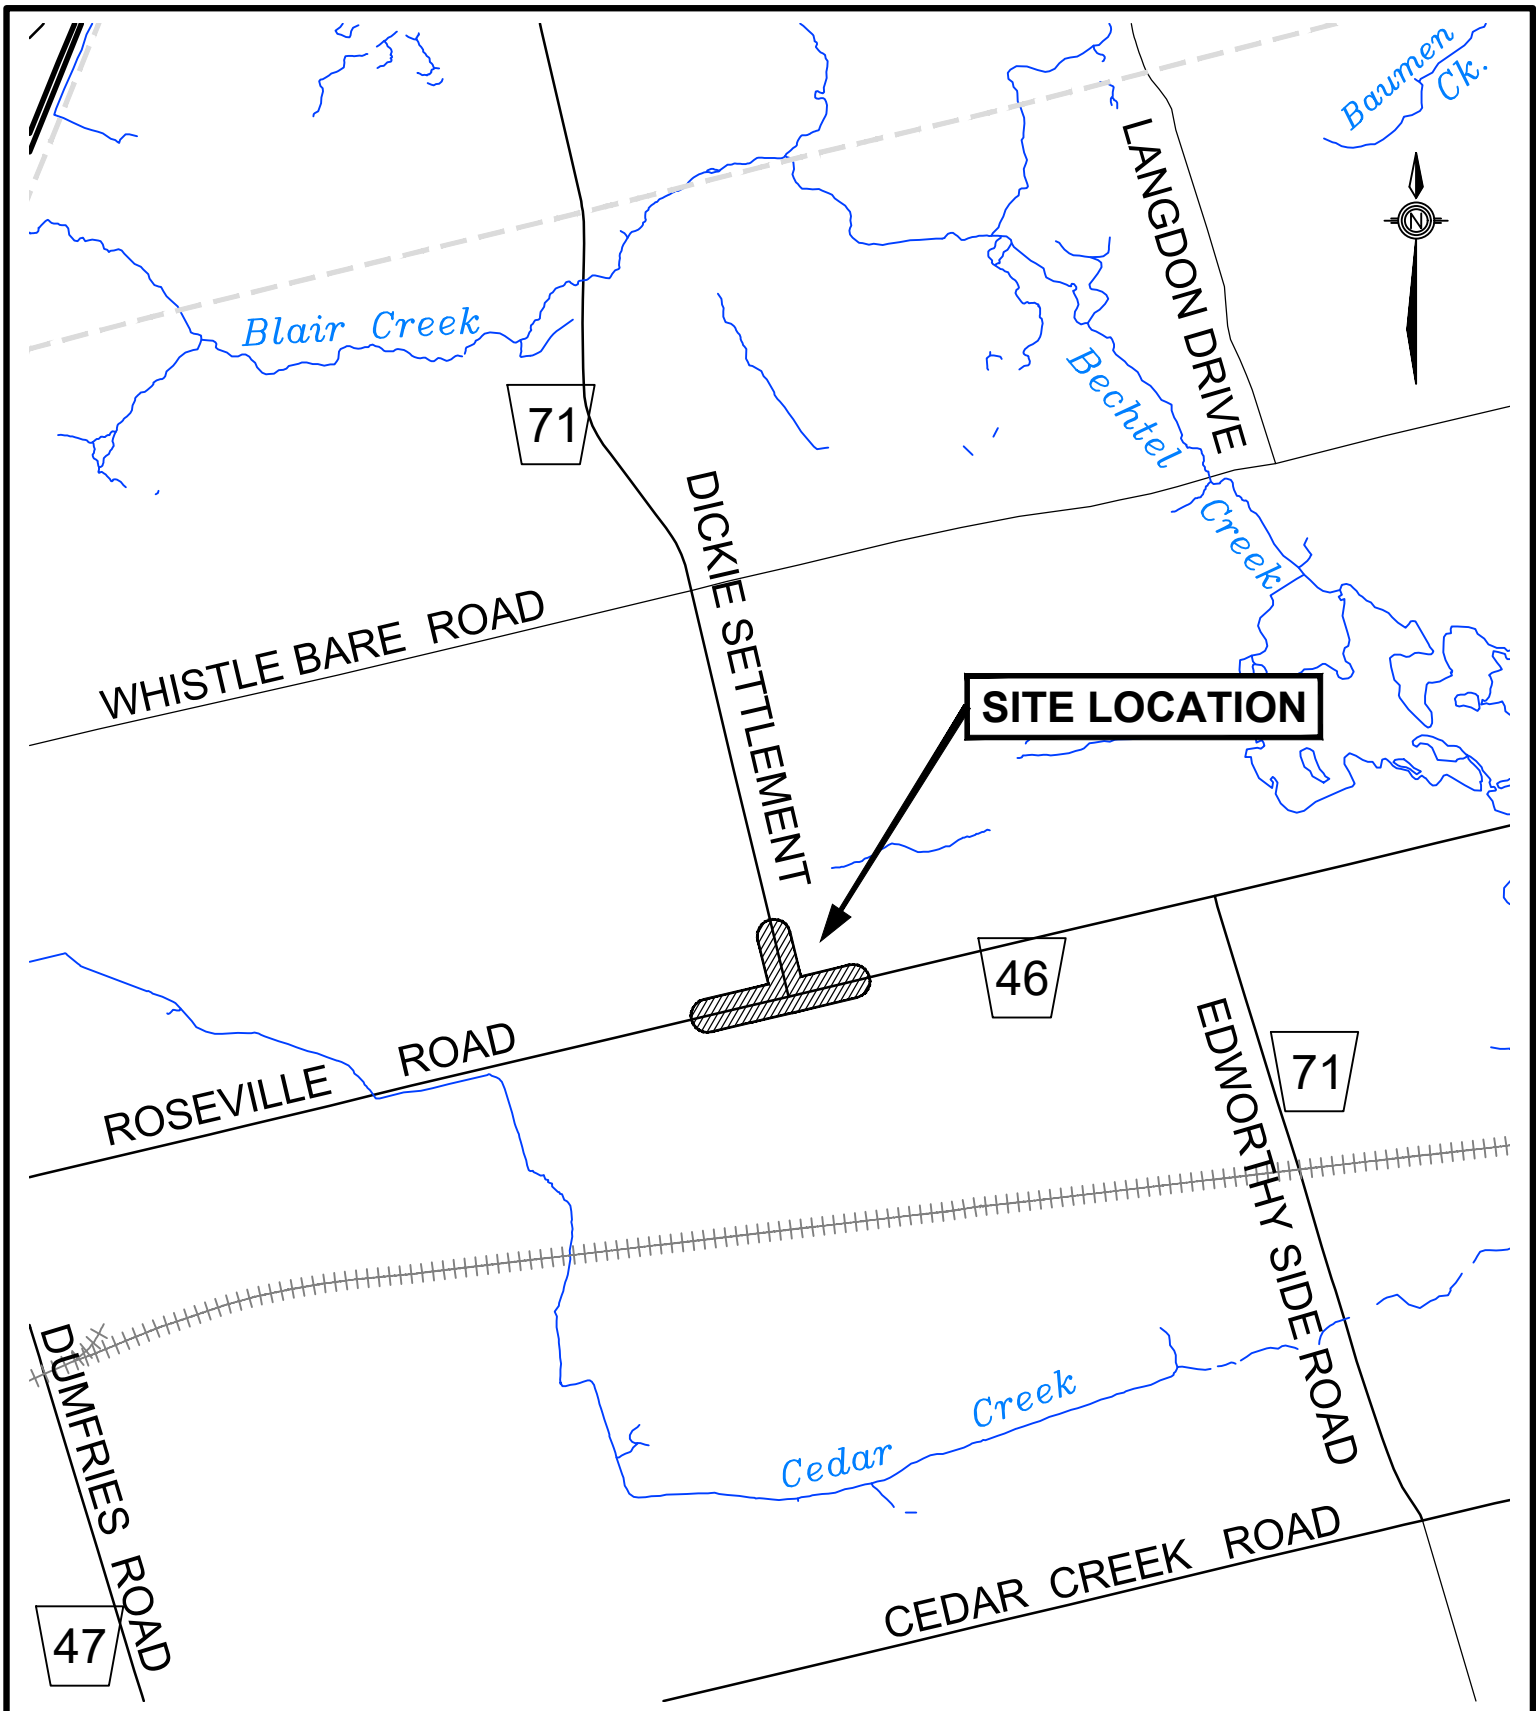 Baumen
Ck.
LANGDON DRIVE
N
Blair Creek
71
Bechtel
Creek
DICKIE SETTLEMENT
WHISTLE BARE ROAD
SITE LOCATION
46
ROSEVILLE ROAD
EDWORTHY SIDE ROAD
71
DUMFRIES ROAD
47
Cedar Creek
CEDAR CREEK ROAD